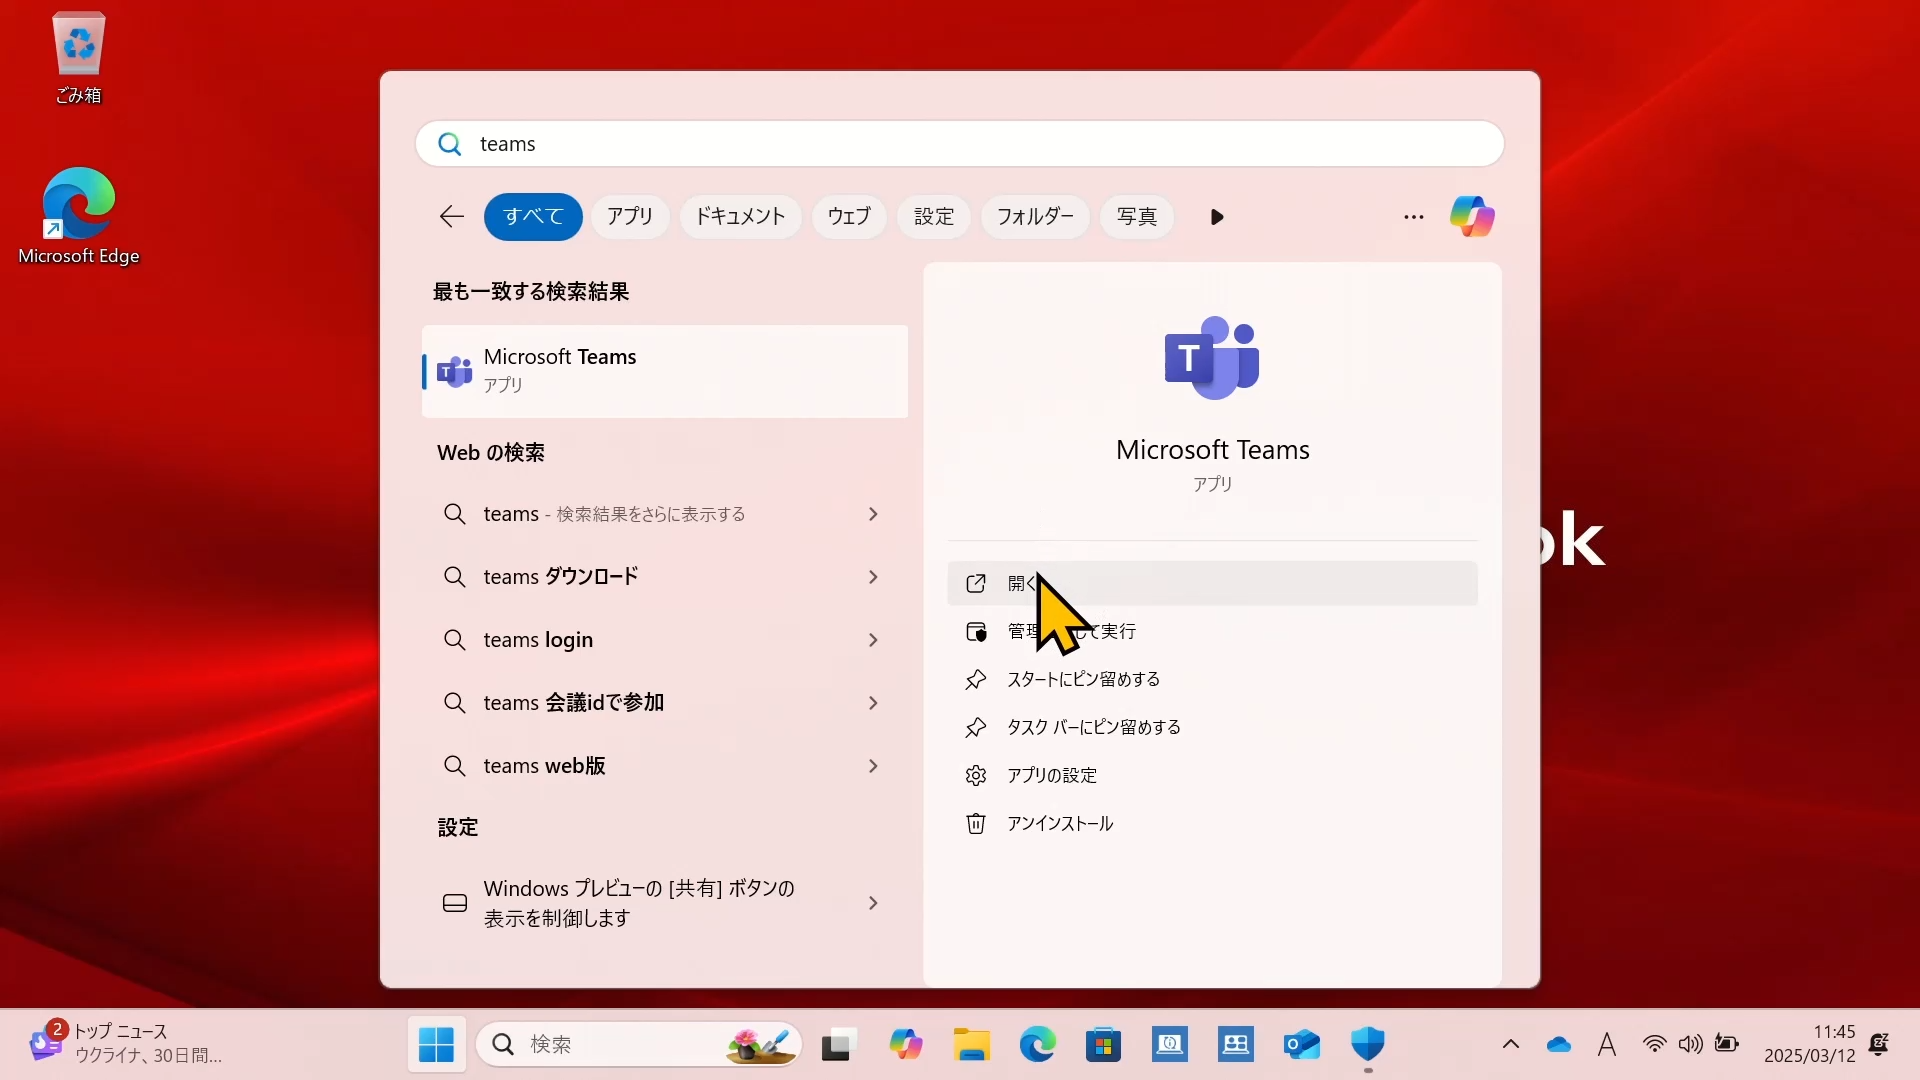 ごみ箱
Microsoft Edge
teams
すべて
アプリ
ドキュメント
ウェブ
設定
フォルダー
写真
最も一致する検索結果
Microsoft Teams
アプリ
Web の検索
teams - 検索結果をさらに表示する
teams ダウンロード
teams login
teams 会議idで参加
teams web版
設定
Windows プレビューの [共有] ボタンの
表示を制御します
T
Microsoft Teams
アプリ
開く
管理 て実行
スタートにピン留めする
タスク バーにピン留めする
アプリの設定
アンインストール
ok
2
トップ ニュース
ウクライナ、30日間...
検索
A
11:45
2025/03/12